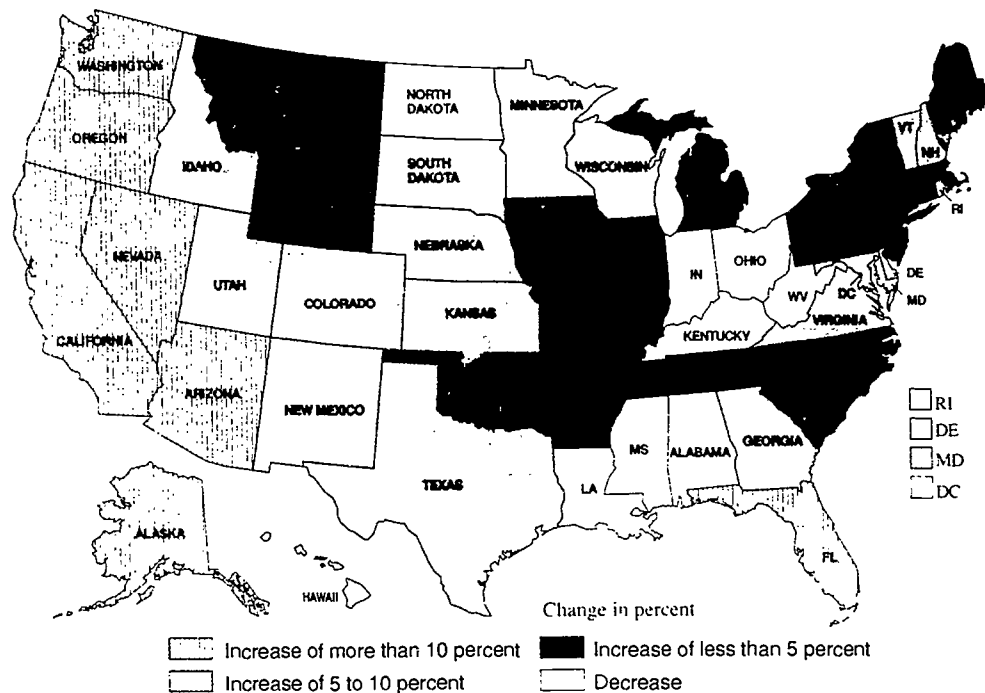 WASHINGTON
NORTH
DAKOTA
MINNESOTA
VT
OREGON
NH
IDAHO
SOUTH
DAKOTA
WISCONSIN
RI
NEBRASKA
NEVADA
UTAH
IN
OHIO
DE
COLORADO
KANSAS
WV
DC
MD
VIRGINIA
CALIFORNIA
KENTUCKY
ARIZONA
NEW MEXICO
RI
DE
MS
ALABAMA
GEORGIA
MD
TEXAS
LA
DC
ALASKA
FL
HAWAII
Change in percent
Increase of more than 10 percent
Increase of less than 5 percent
Increase of 5 to 10 percent
Decrease